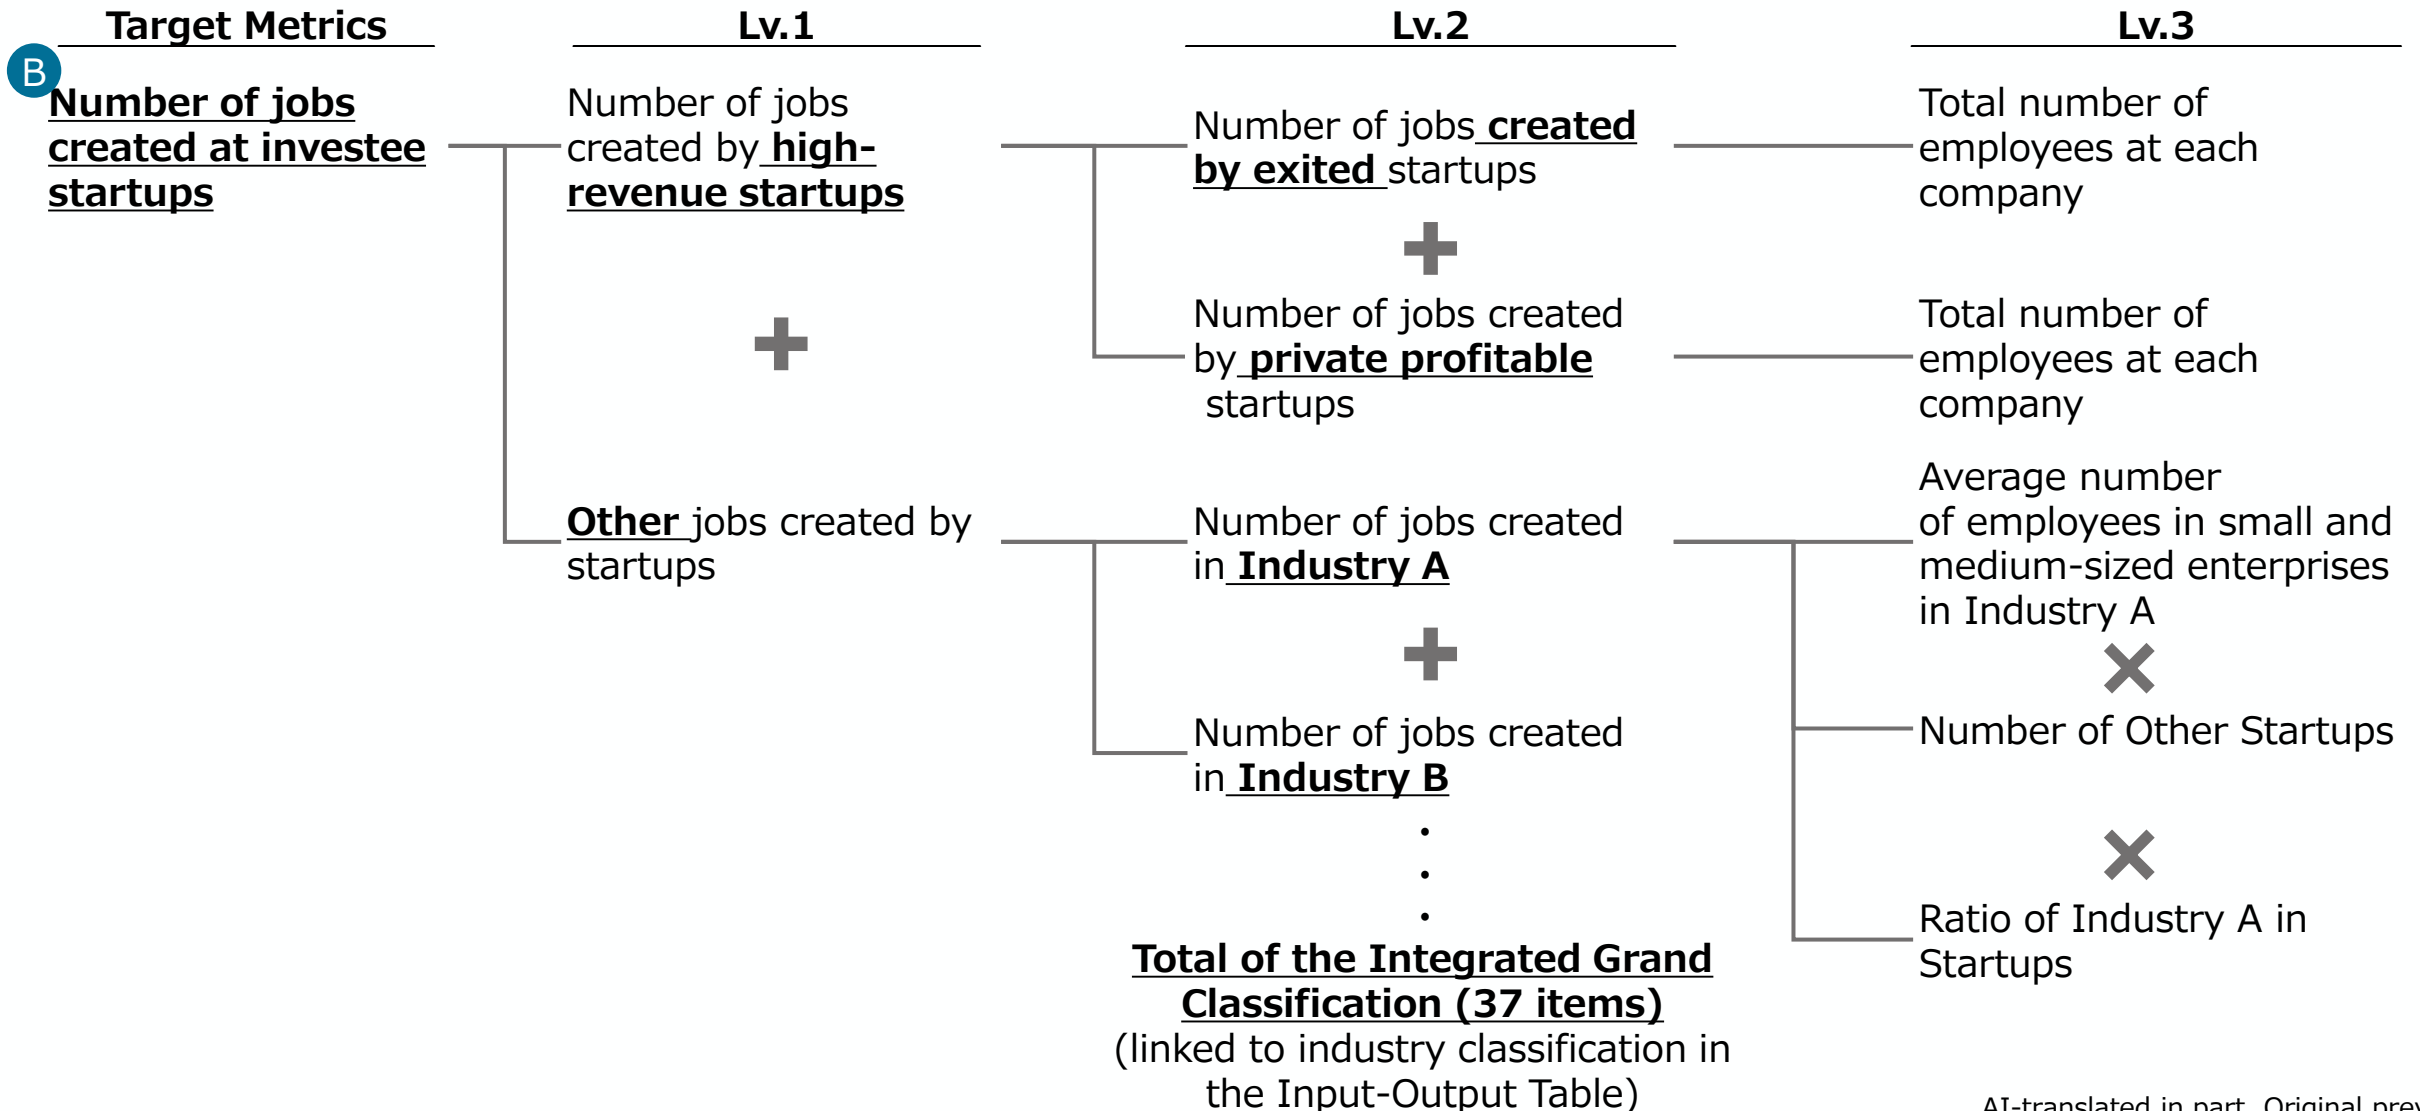 Target Metrics
Lv.1
Lv.2
Lv.3
B
Number of jobs
created at investee
startups
Number of jobs
created by high-
revenue startups
Number of jobs created
by exited startups
Total number of
employees at each
company
Number of jobs created
by private profitable
startups
Total number of
employees at each
company
Other jobs created by
startups
Number of jobs created
in Industry A
Average number
of employees in small and
medium-sized enterprises
in Industry A
Number of jobs created
in Industry B
Number of Other Startups
Ratio of Industry A in
Startups
Total of the Integrated Grand
Classification (37 items)
(linked to industry classification in
the Input-Output Table)
AI-translated in part. Original prev